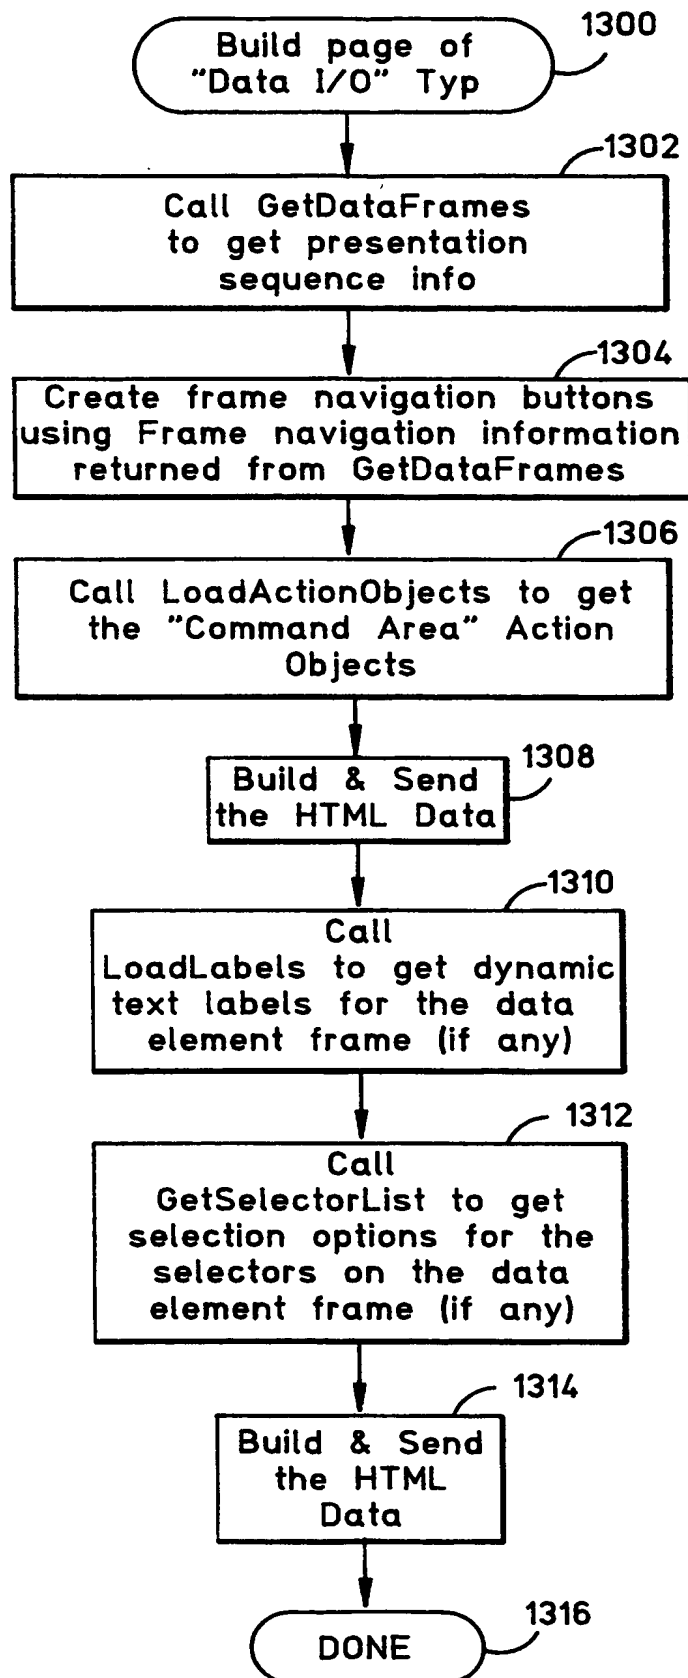 1300
Build page of
"Data I/O" Typ
1302
Call GetDataFrames
to get presentation
sequence info
1304
Create frame navigation buttons
using Frame navigation information
returned from GetDataFrames
1306
Call LoadActionObjects to get
the "Command Area" Action
Objects
1308
Build & Send
the HTML Data
1310
Call
LoadLabels to get dynamic
text labels for the data
element frame (if any)
1312
Call
GetSelectorList to get
selection options for the
selectors on the data
element frame (if any)
1314
Build & Send
the HTML
Data
1316
DONE